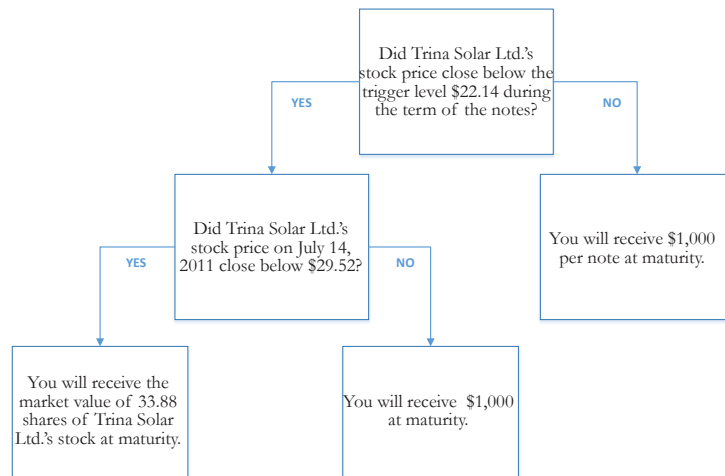 Did Trina Solar Ltd.'s
stock price close below the
trigger level $22.14 during
the term of the notes?
YES
NO
Did Trina Solar Ltd.'s
stock price on July 14,
2011 close below $29.52?
You will receive $1,000
per note at maturity.
YES
NO
You will receive the
market value of 33.88
shares of Trina Solar
Ltd.'s stock at maturity.
You will receive $1,000
at maturity.